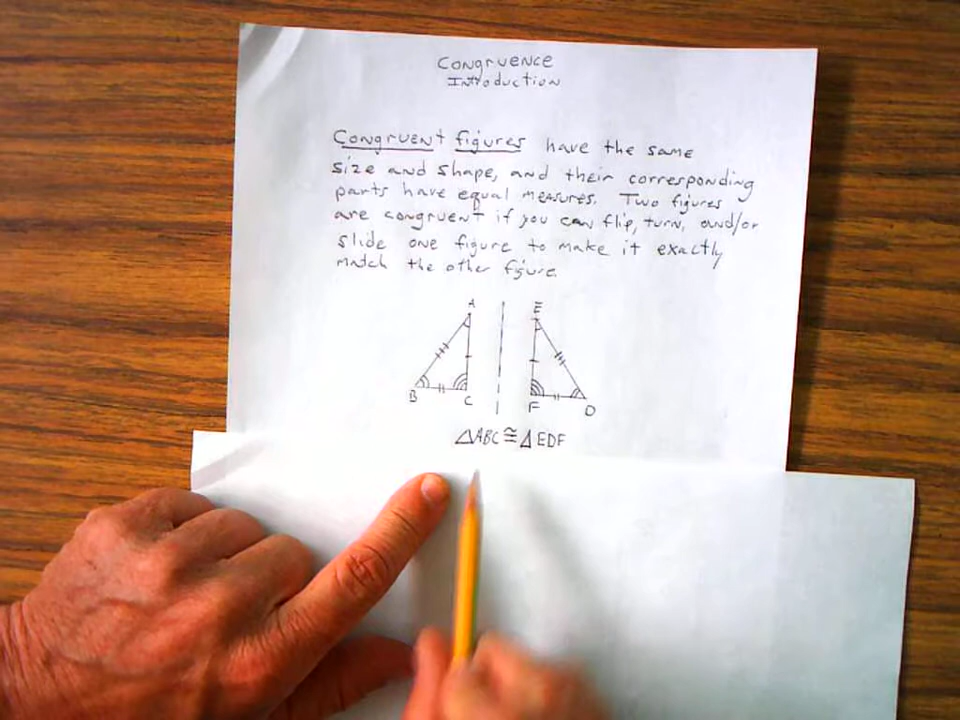 Congruence
Introduction
Congruent figures have the same
size and shape, and their corresponding
parts have equal measures. Two figures
are congruent if you can flip, turn, and/or
slide one figure to make it exactly
match the other figure.
A E
B C F D
△ABC ≅ △EDF